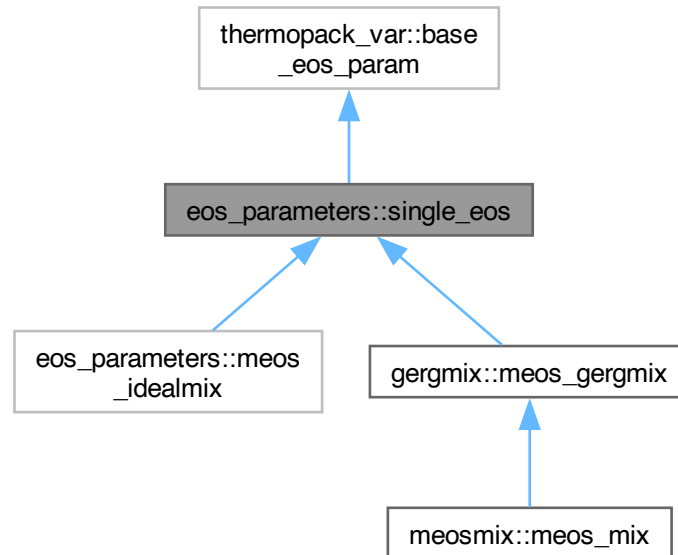 thermopack_var::base
_eos_param
eos_parameters::single_eos
eos_parameters::meos
_idealmix
gergmix::meos_gergmix
meosmix::meos_mix